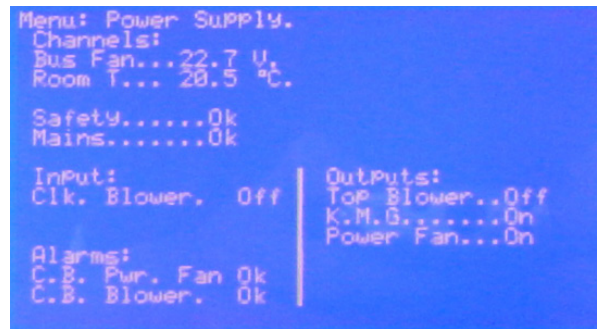 Menu: Power Supply.
Channels:
Bus Fan...22.7 V.
Room T... 20.5 °C.
Safety......Ok
Mains.......Ok
Input:
Clk. Blower. Off
Alarms:
C.B. Pwr. Fan Ok
C.B. Blower. Ok
Outputs:
Top Blower..Off
K.M.G.......On
Power Fan...On